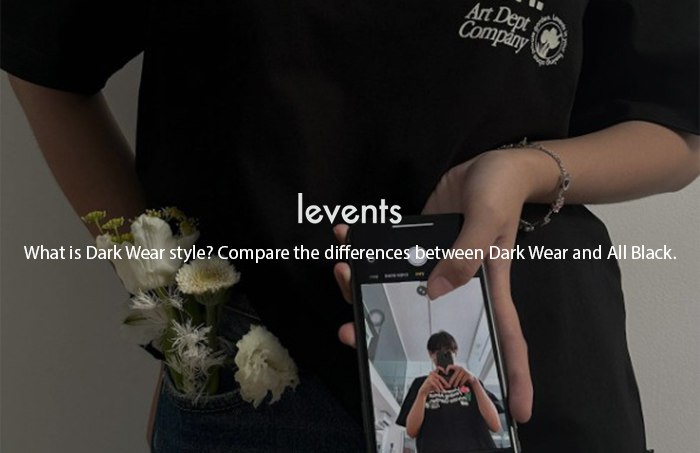 Art Dept
Company
levents
What is Dark Wear style? Compare the differences between Dark Wear and All Black.